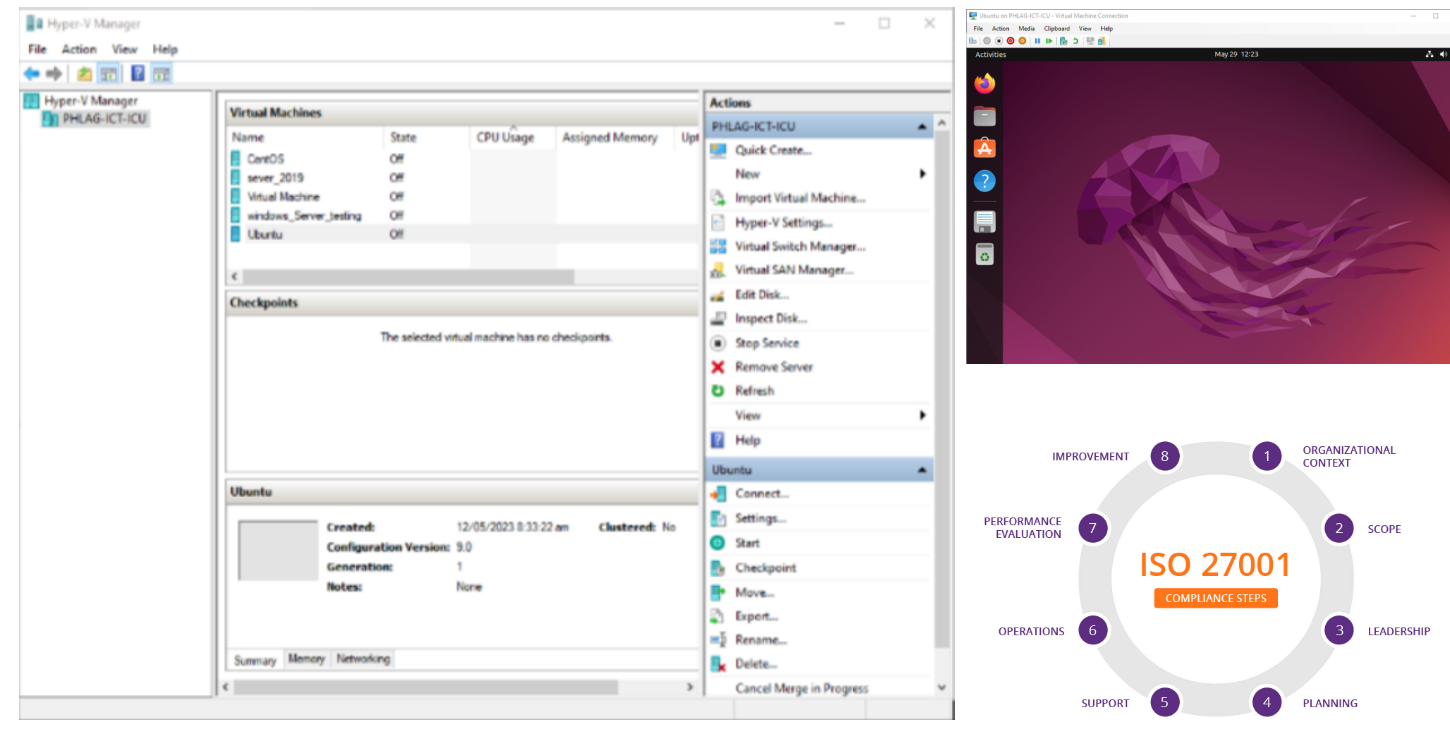 Hyper-V Manager
File Action View Help
Hyper-V Manager
PHLAG-ICT-ICU
Virtual Machines
Name State CPU Usage Assigned Memory Upt
CentOS Off
sever_2019 Off
Virtual Machine Off
windows_Server_testing Off
Ubuntu Off
Checkpoints
The selected virtual machine has no checkpoints.
Ubuntu
Created: 12/05/2023 8:33:22 am Clustered: No
Configuration Version: 9.0
Generation: 1
Notes: None
Summary Memory Networking
Actions
PHLAG-ICT-ICU
Quick Create...
New
Import Virtual Machine...
Hyper-V Settings...
Virtual Switch Manager...
Virtual SAN Manager...
Edit Disk...
Inspect Disk...
Stop Service
Remove Server
Refresh
View
Help
Ubuntu
Connect...
Settings...
Start
Checkpoint
Move...
Export...
Rename...
Delete...
Cancel Merge in Progress
Ubuntu on PHLAG-ICT-ICU - Virtual Machine Connection
File Action Media Clipboard View Help
Activities May 29 12:23
ISO 27001
COMPLIANCE STEPS
1 ORGANIZATIONAL
CONTEXT
2 SCOPE
3 LEADERSHIP
4 PLANNING
5 SUPPORT
6 OPERATIONS
7 PERFORMANCE
EVALUATION
8 IMPROVEMENT